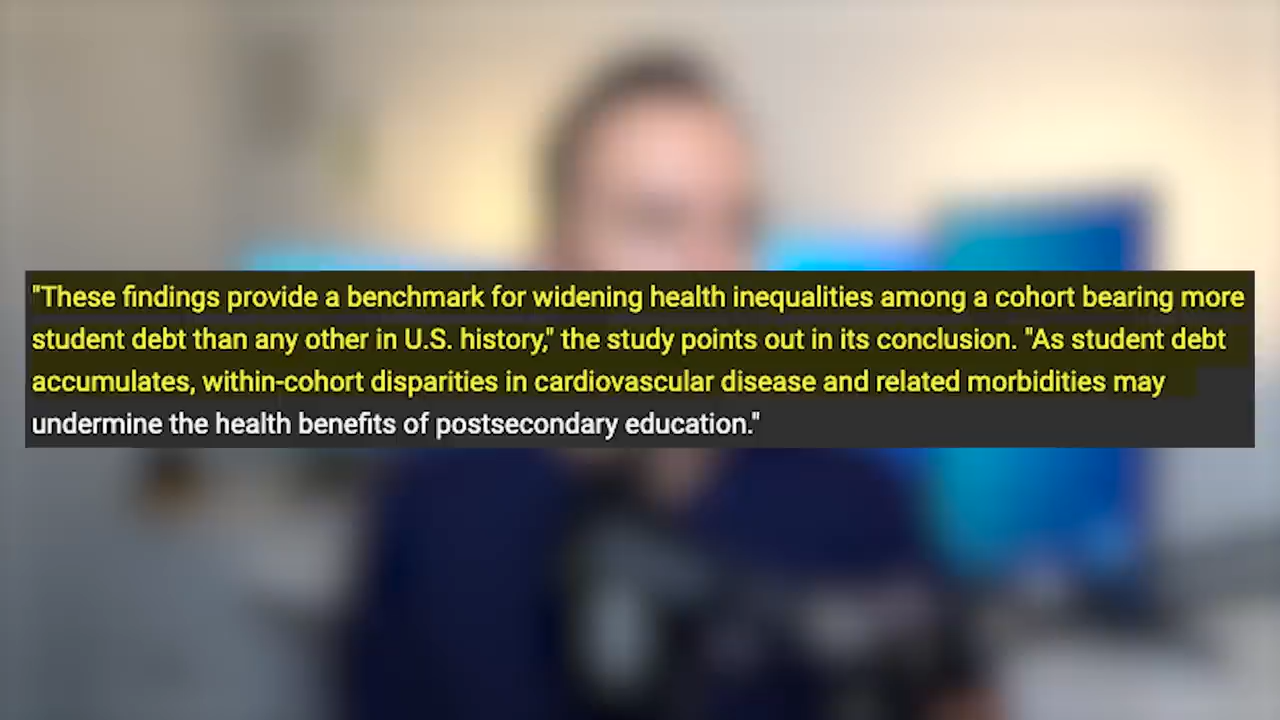 "These findings provide a benchmark for widening health inequalities among a cohort bearing more
student debt than any other in U.S. history," the study points out in its conclusion. "As student debt
accumulates, within-cohort disparities in cardiovascular disease and related morbidities may
undermine the health benefits of postsecondary education."